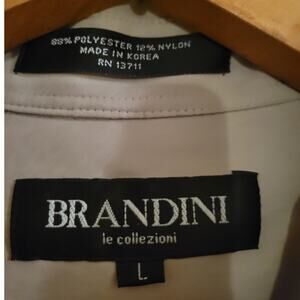 88% POLYESTER 12% NYLON
MADE IN KOREA
RN 13711
BRANDINI
le collezioni
L